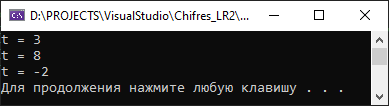 D:\PROJECTS\VisualStudio\Chifres_LR2\...
t = 3
t = 8
t = -2
Для продолжения нажмите любую клавишу . . .